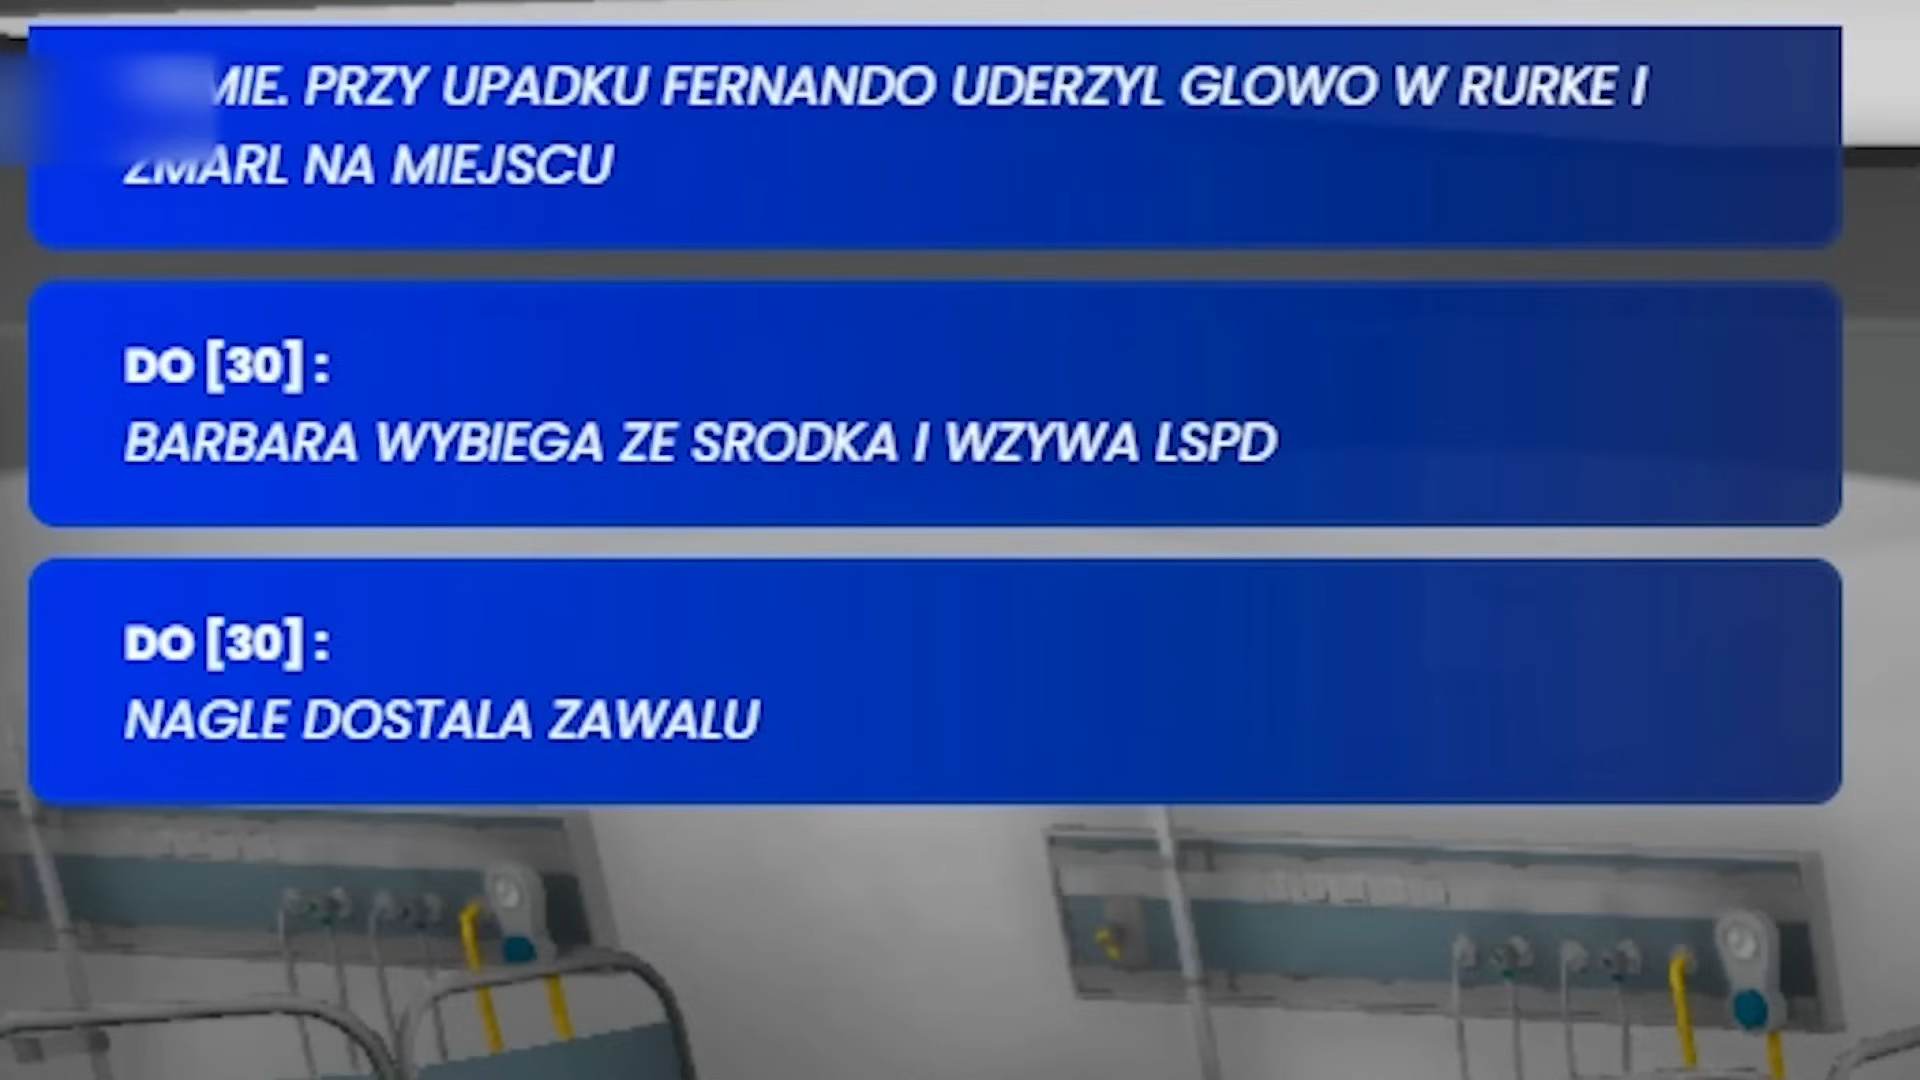 MIE. PRZY UPADKU FERNANDO UDERZYL GLOWO W RURKE I
ZMARL NA MIEJSCU
DO [30] :
BARBARA WYBIEGA ZE SRODKA I WZYWA LSPD
DO [30] :
NAGLE DOSTALA ZAWALU